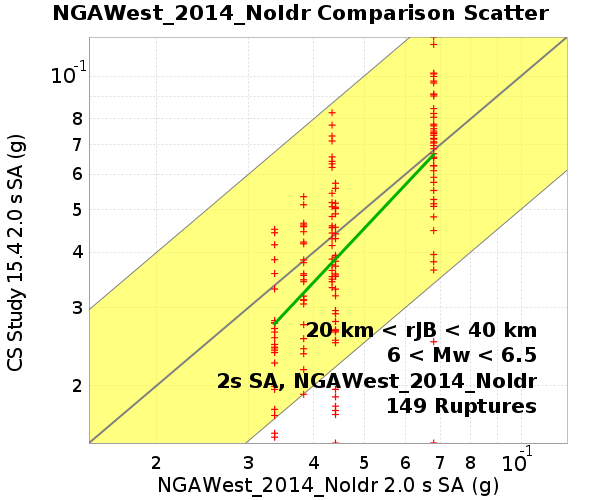 NGAWest_2014_NoIdr Comparison Scatter
10-1
8
7
6
5
4
3
2
CS Study 15.4 2.0 s SA (g)
20 km < rJB < 40 km
6 < Mw < 6.5
2s SA, NGAWest_2014_NoIdr
149 Ruptures
2 3 4 5 6 7 8 10-1
NGAWest_2014_NoIdr 2.0 s SA (g)